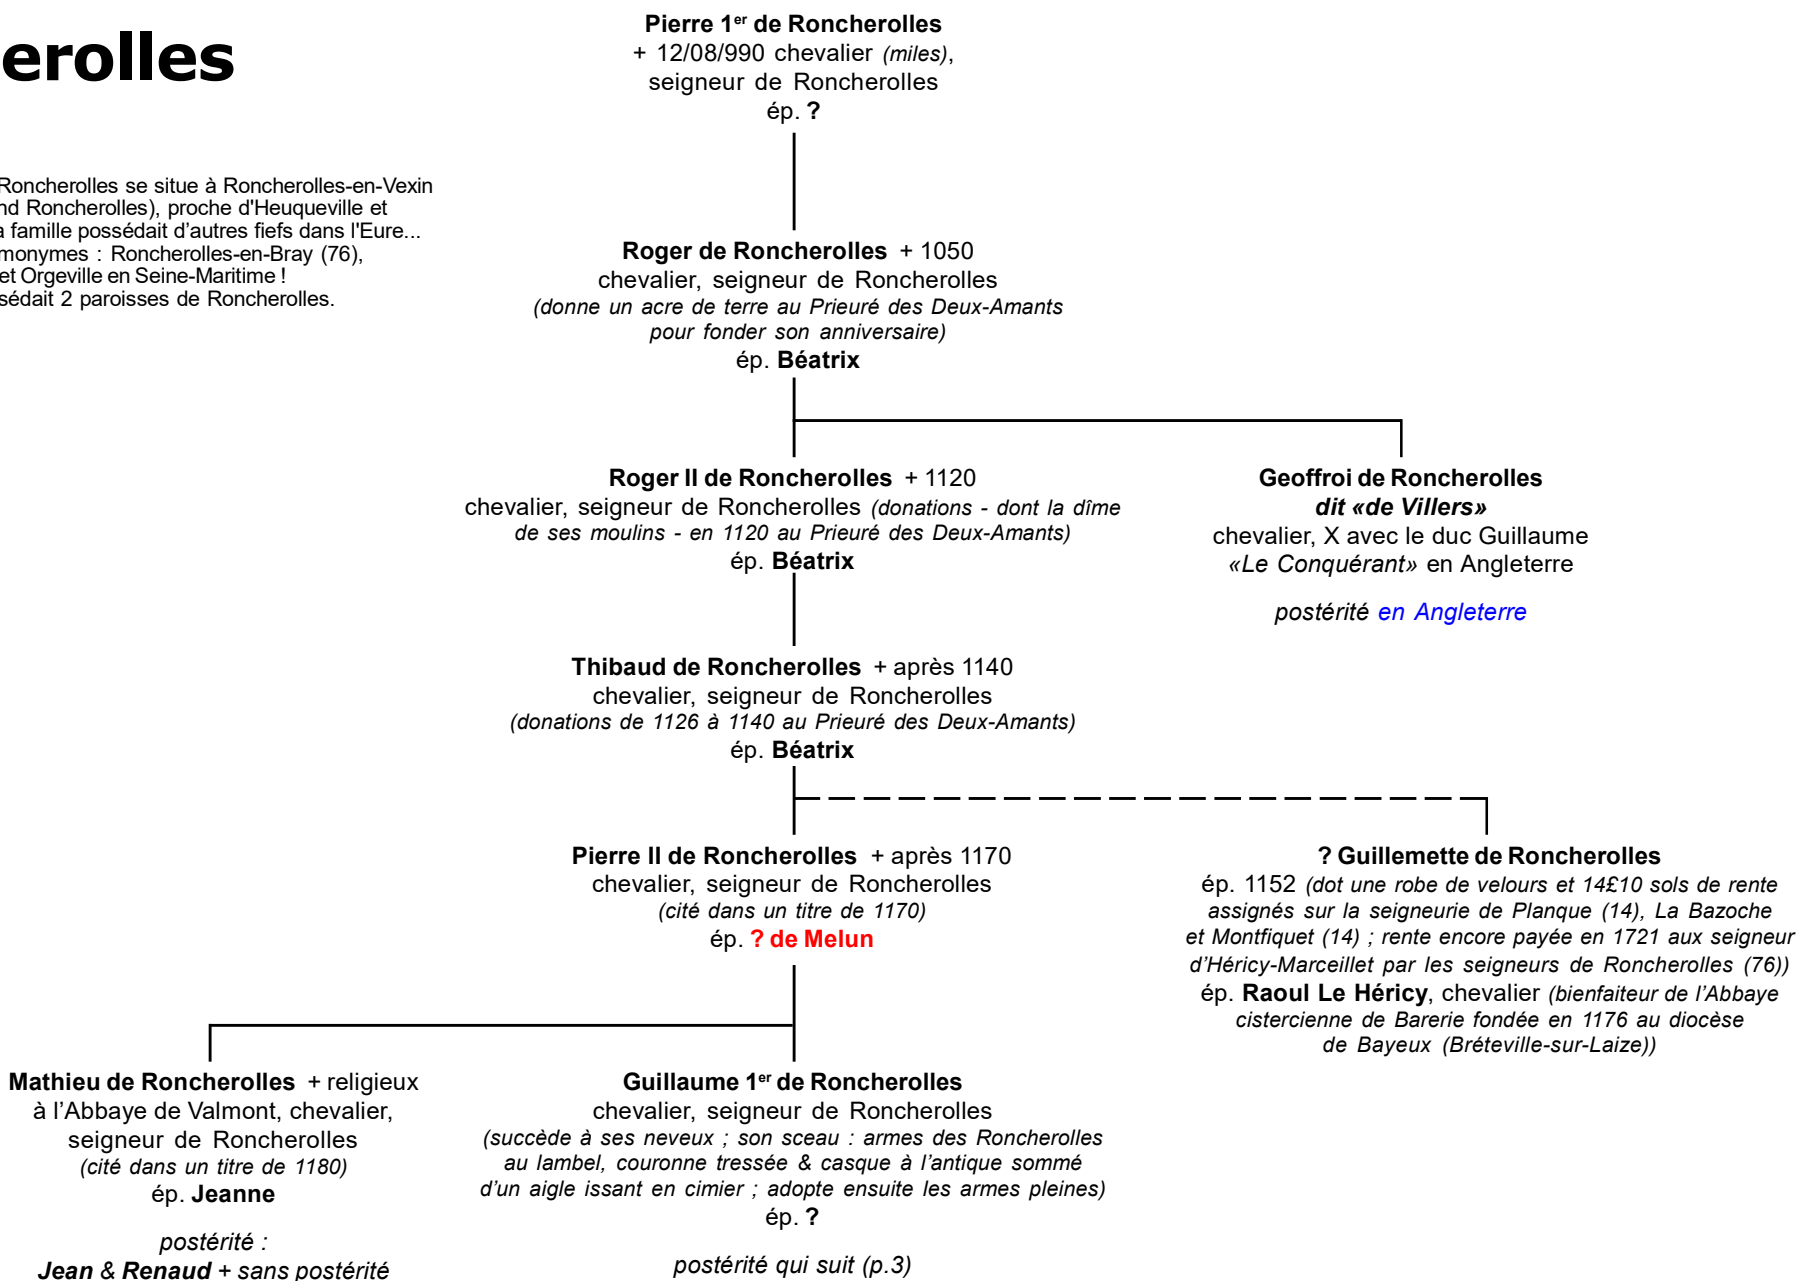 erolles
Roncherolles se situe à Roncherolles-en-Vexin
nd Roncherolles), proche d'Heuqueville et
a famille possédait d’autres fiefs dans l'Eure...
monymes : Roncherolles-en-Bray (76),
et Orgeville en Seine-Maritime !
sédait 2 paroisses de Roncherolles.
Pierre 1er de Roncherolles
+ 12/08/990 chevalier (miles),
seigneur de Roncherolles
ép. ?
Roger de Roncherolles + 1050
chevalier, seigneur de Roncherolles
(donne un acre de terre au Prieuré des Deux-Amants
pour fonder son anniversaire)
ép. Béatrix
Roger II de Roncherolles + 1120
chevalier, seigneur de Roncherolles (donations - dont la dîme
de ses moulins - en 1120 au Prieuré des Deux-Amants)
ép. Béatrix
Geoffroi de Roncherolles
dit «de Villers»
chevalier, X avec le duc Guillaume
«Le Conquérant» en Angleterre
postérité en Angleterre
Thibaud de Roncherolles + après 1140
chevalier, seigneur de Roncherolles
(donations de 1126 à 1140 au Prieuré des Deux-Amants)
ép. Béatrix
Pierre II de Roncherolles + après 1170
chevalier, seigneur de Roncherolles
(cité dans un titre de 1170)
ép. ? de Melun
? Guillemette de Roncherolles
ép. 1152 (dot une robe de velours et 14£10 sols de rente
assignés sur la seigneurie de Planque (14), La Bazoche
et Montfiquet (14) ; rente encore payée en 1721 aux seigneur
d’Héricy-Marceillet par les seigneurs de Roncherolles (76))
ép. Raoul Le Héricy, chevalier (bienfaiteur de l’Abbaye
cistercienne de Barerie fondée en 1176 au diocèse
de Bayeux (Bréteville-sur-Laize))
Mathieu de Roncherolles + religieux
à l’Abbaye de Valmont, chevalier,
seigneur de Roncherolles
(cité dans un titre de 1180)
ép. Jeanne
postérité :
Jean & Renaud + sans postérité
Guillaume 1er de Roncherolles
chevalier, seigneur de Roncherolles
(succède à ses neveux ; son sceau : armes des Roncherolles
au lambel, couronne tressée & casque à l’antique sommé
d’un aigle issant en cimier ; adopte ensuite les armes pleines)
ép. ?
postérité qui suit (p.3)